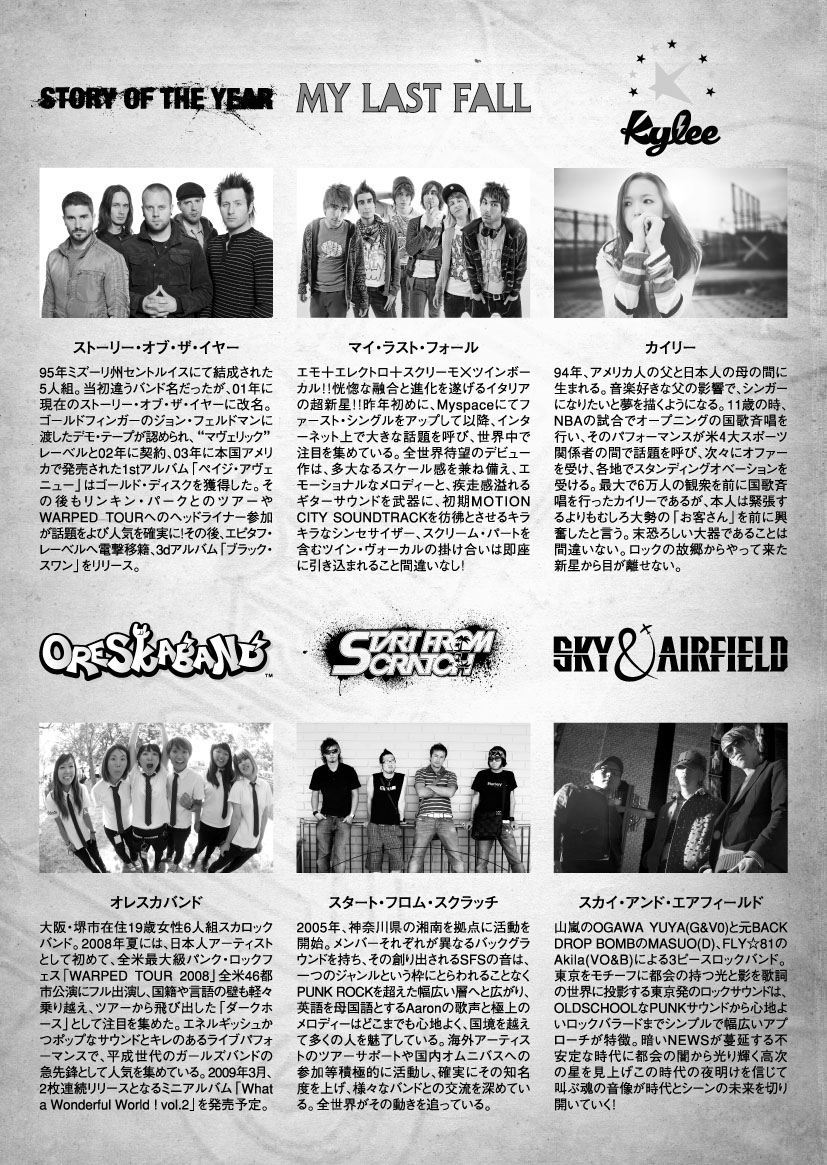 STORY OF THE YEAR
ストーリー・オブ・ザ・イヤー
95年ミズーリ州セントルイスにて結成された
5人組。当初違うバンド名だったが、01年に
現在のストーリー・オブ・ザ・イヤーに改名。
ゴールドフィンガーのジョン・フェルドマンに
渡したデモ・テープが認められ、“マヴェリック”
レーベルと02年に契約、03年に本国アメリ
カで発売された1stアルバム「ペイジ・アヴェ
ニュー」はゴールド・ディスクを獲得した。そ
の後もリンキン・パークとのツアーや
WARPED TOURへのヘッドライナー参加
が話題をよび人気を確実に!その後、エピタフ・
レーベルへ電撃移籍、3dアルバム「ブラック・
スワン」をリリース。
MY LAST FALL
マイ・ラスト・フォール
エモ+エレクトロ+スクリーモ×ツインボー
カル!!恍惚な融合と進化を遂げるイタリア
の超新星!!昨年初めに、Myspaceにてフ
ァースト・シングルをアップして以降、インタ
ーネット上で大きな話題を呼び、世界中で
注目を集めている。全世界待望のデビュー
作は、多大なるスケール感を兼ね備え、エ
モーショナルなメロディーと、疾走感溢れる
ギターサウンドを武器に、初期MOTION
CITY SOUNDTRACKを彷彿とさせるキラ
キラなシンセサイザー、スクリーム・パートを
含むツイン・ヴォーカルの掛け合いは即座
に引き込まれること間違いなし!
Kylee
カイリー
94年、アメリカ人の父と日本人の母の間に
生まれる。音楽好きな父の影響で、シンガー
になりたいと夢を描くようになる。11歳の時、
NBAの試合でオープニングの国歌斉唱を
行い、そのパフォーマンスが米4大スポーツ
関係者の間で話題を呼び、次々にオファー
を受け、各地でスタンディングオベーションを
受ける。最大で6万人の観衆を前に国歌斉
唱を行ったカイリーであるが、本人は緊張す
るよりもむしろ大勢の「お客さん」を前に興
奮したと言う。末恐ろしい大器であることは
間違いない。ロックの故郷からやって来た
新星から目が離せない。
ORESKABAND
TM
オレスカバンド
大阪・堺市在住19歳女性6人組スカロック
バンド。2008年夏には、日本人アーティスト
として初めて、全米最大級パンク・ロックフ
ェス「WARPED TOUR 2008」全米46都
市公演にフル出演し、国籍や言語の壁も軽々
乗り越え、ツアーから飛び出した「ダークホ
ース」として注目を集めた。エネルギッシュか
つポップなサウンドとキレのあるライブパフォ
ーマンスで、平成世代のガールズバンドの
急先鋒として人気を集めている。2009年3月、
2枚連続リリースとなるミニアルバム「What
a Wonderful World ! vol.2」を発売予定。
START FROM
SCRATCH
スタート・フロム・スクラッチ
2005年、神奈川県の湘南を拠点に活動を
開始。メンバーそれぞれが異なるバックグラ
ウンドを持ち、その創り出されるSFSの音は、
一つのジャンルという枠にとらわれることなく
PUNK ROCKを超えた幅広い層へと広がり、
英語を母国語とするAaronの歌声と極上の
メロディーはどこまでも心地よく、国境を越え
て多くの人を魅了している。海外アーティス
トのツアーサポートや国内オムニバスへの
参加等積極的に活動し、確実にその知名
度を上げ、様々なバンドとの交流を深めてい
る。全世界がその動きを追っている。
SKY & AIRFIELD
スカイ・アンド・エアフィールド
山嵐のOGAWA YUYA(G&V0)と元BACK
DROP BOMBのMASUO(D)、FLY☆81の
Akila(VO&B)による3ピースロックバンド。
東京をモチーフに都会の持つ光と影を歌詞
の世界に投影する東京発のロックサウンドは、
OLDSCHOOLなPUNKサウンドから心地よ
いロックバラードまでシンプルで幅広いアプ
ローチが特徴。暗いNEWSが蔓延する不
安定な時代に都会の闇から光り輝く高次
の星を見上げこの時代の夜明けを信じて
叫ぶ魂の音像が時代とシーンの未来を切り
開いていく!